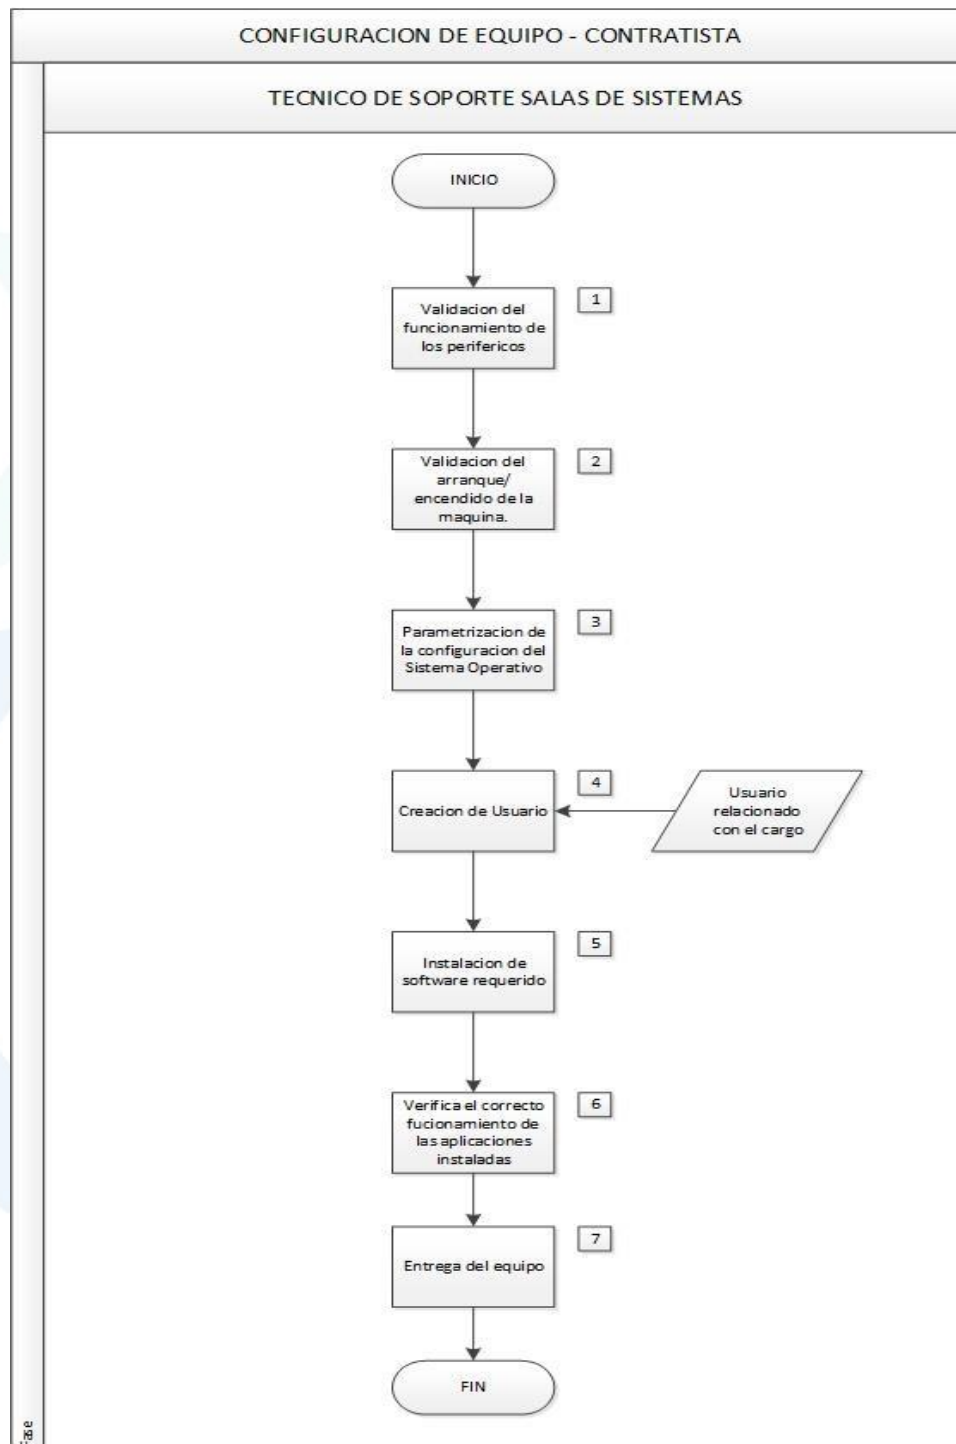 CONFIGURACION DE EQUIPO - CONTRATISTA
TECNICO DE SOPORTE SALAS DE SISTEMAS
INICIO
1
Validacion del
funcionamiento de
los perifericos
2
Validacion del
arranque/
encendido de la
maquina.
3
Parametrizacion de
la configuracion del
Sistema Operativo
4
Creacion de Usuario
Usuario
relacionado
con el cargo
5
Instalacion de
software requerido
6
Verifica el correcto
fucionamiento de
las aplicaciones
instaladas
7
Entrega del equipo
FIN
Fase